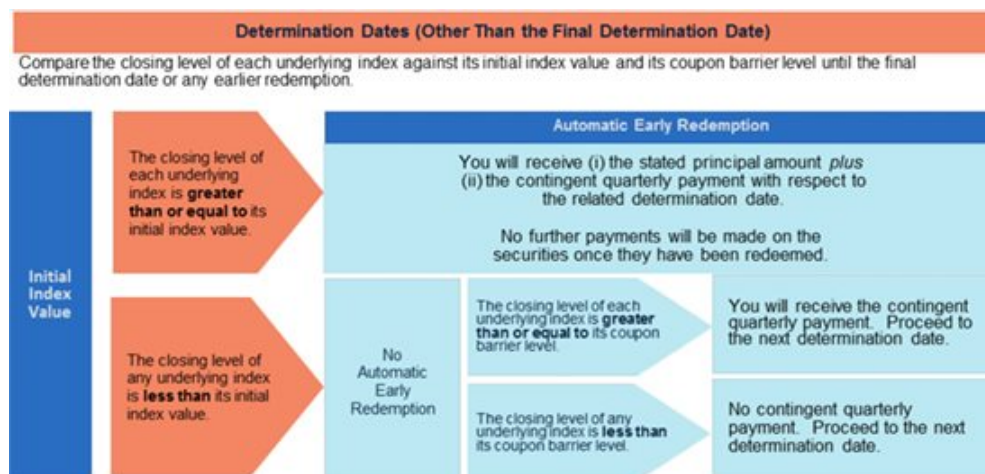 Determination Dates (Other Than the Final Determination Date)
Compare the closing level of each underlying index against its initial index value and its coupon barrier level until the final
determination date or any earlier redemption.
Initial
Index
Value
The closing level of
each underlying
index is greater
than or equal to its
initial index value.
Automatic Early Redemption
You will receive (i) the stated principal amount plus
(ii) the contingent quarterly payment with respect to
the related determination date.
No further payments will be made on the
securities once they have been redeemed.
The closing level of
any underlying index
is less than its initial
index value.
No
Automatic
Early
Redemption
The closing level of each
underlying index is greater
than or equal to its coupon
barrier level.
You will receive the contingent
quarterly payment. Proceed to
the next determination date.
The closing level of any
underlying index is less than
its coupon barrier level.
No contingent quarterly
payment. Proceed to the next
determination date.